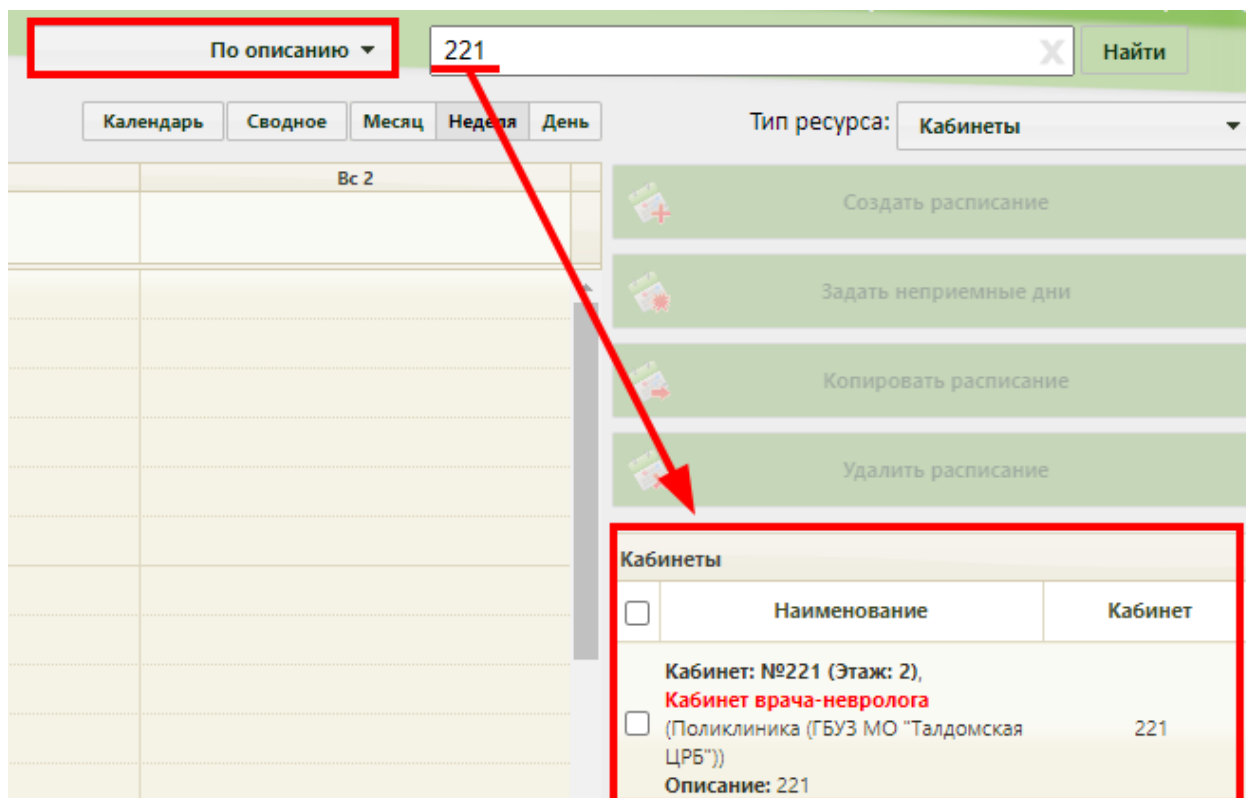 По описанию
221
X
Найти
Календарь
Сводное
Месяц
Неделя
День
Тип ресурса:
Кабинеты
Вс 2
Создать расписание
Задать неприемные дни
Копировать расписание
Удалить расписание
Кабинеты
Наименование
Кабинет
Кабинет: №221 (Этаж: 2),
Кабинет врача-невролога
(Поликлиника (ГБУЗ МО "Талдомская
221
ЦРБ"))
Описание: 221